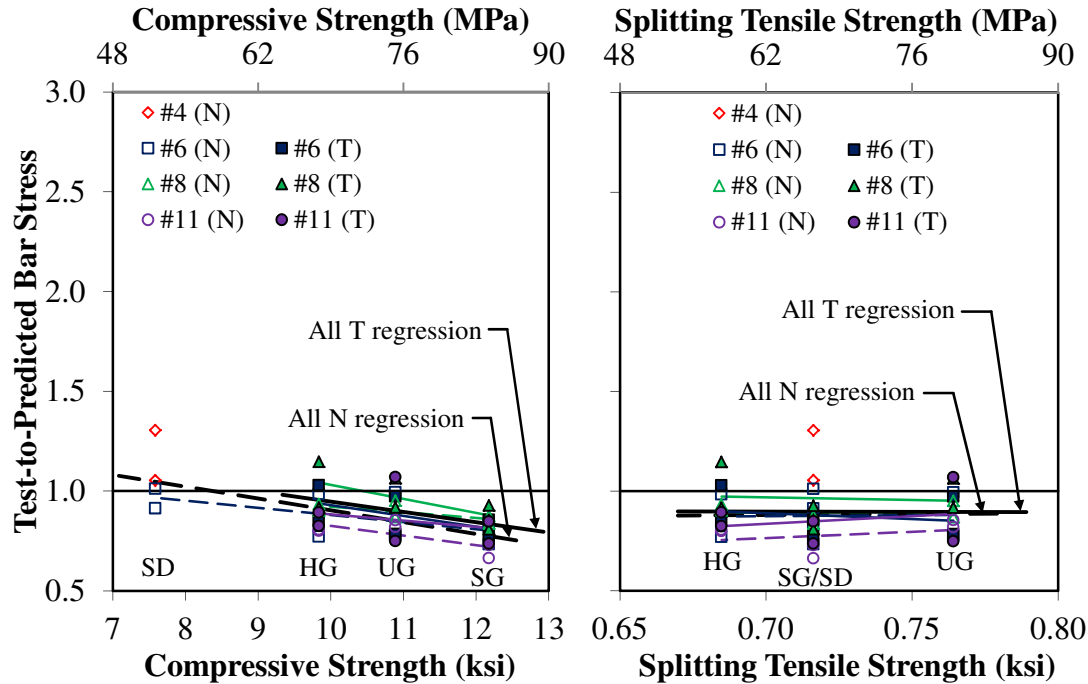 Compressive Strength (MPa)
48 62 76 90
3.0
2.5
2.0
1.5
1.0
0.5
Test-to-Predicted Bar Stress
#4 (N)
#6 (N) #6 (T)
#8 (N) #8 (T)
#11 (N) #11 (T)
All T regression
All N regression
SD HG UG SG
7 8 9 10 11 12 13
Compressive Strength (ksi)
Splitting Tensile Strength (MPa)
48 62 76 90
#4 (N)
#6 (N) #6 (T)
#8 (N) #8 (T)
#11 (N) #11 (T)
All T regression
All N regression
HG SG/SD UG
0.65 0.70 0.75 0.80
Splitting Tensile Strength (ksi)